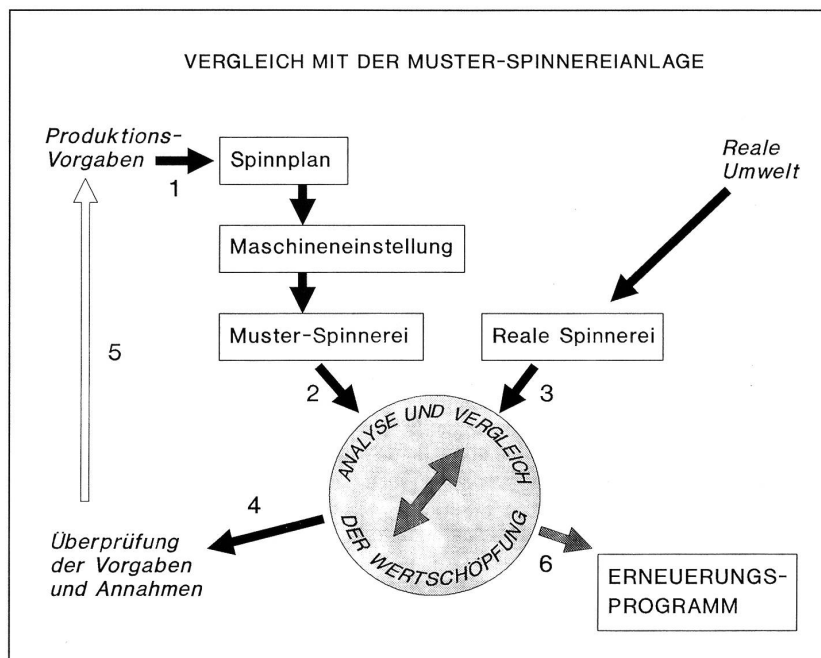 VERGLEICH MIT DER MUSTER-SPINNEREIANLAGE
Produktions-
Vorgaben
1
Spinnplan
Reale
Umwelt
Maschineneinstellung
Muster-Spinnerei
Reale Spinnerei
5
2
3
ANALYSE UND VERGLEICH
DER WERTSCHÖPFUNG
4
6
Überprüfung
der Vorgaben
und Annahmen
ERNEUERUNGS-
PROGRAMM